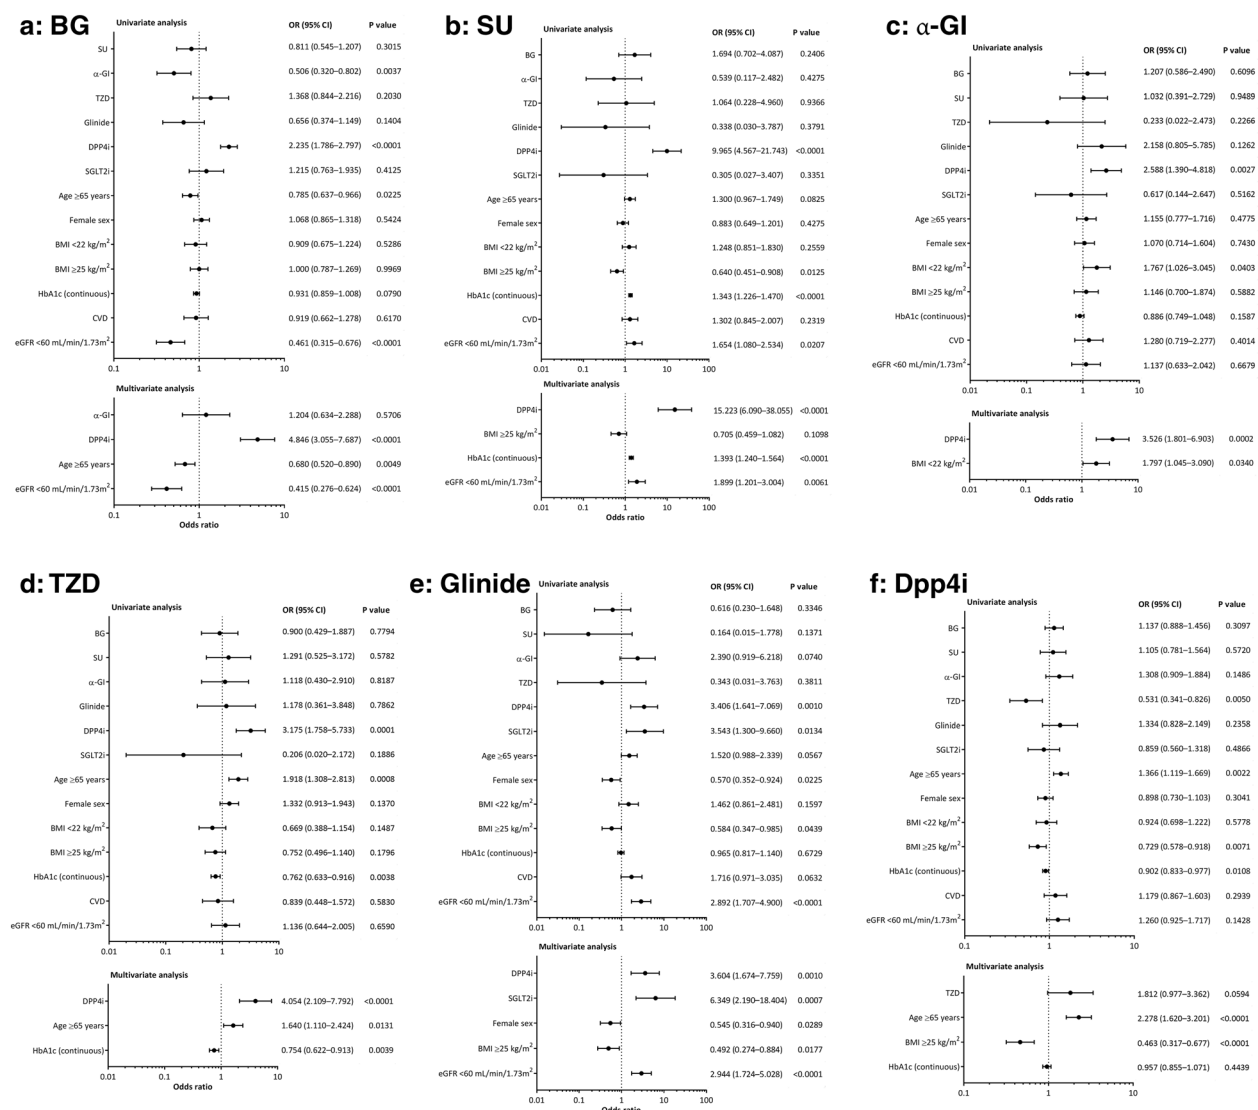 a: BG
Univariate analysis
OR (95% CI) P value
SU 0.811 (0.545–1.207) 0.3015
α-GI 0.506 (0.320–0.802) 0.0037
TZD 1.368 (0.844–2.216) 0.2030
Glinide 0.656 (0.374–1.149) 0.1404
DPP4i 2.235 (1.786–2.797) <0.0001
SGLT2i 1.215 (0.763–1.935) 0.4125
Age ≥65 years 0.785 (0.637–0.966) 0.0225
Female sex 1.068 (0.865–1.318) 0.5424
BMI <22 kg/m² 0.909 (0.675–1.224) 0.5286
BMI ≥25 kg/m² 1.000 (0.787–1.269) 0.9969
HbA1c (continuous) 0.931 (0.859–1.008) 0.0790
CVD 0.919 (0.662–1.278) 0.6170
eGFR <60 mL/min/1.73m² 0.461 (0.315–0.676) <0.0001
0.1 1 10
Multivariate analysis
α-GI 1.204 (0.634–2.288) 0.5706
DPP4i 4.846 (3.055–7.687) <0.0001
Age ≥65 years 0.680 (0.520–0.890) 0.0049
eGFR <60 mL/min/1.73m² 0.415 (0.276–0.624) <0.0001
0.1 1 10
Odds ratio
b: SU
Univariate analysis
OR (95% CI) P value
BG 1.694 (0.702–4.087) 0.2406
α-GI 0.539 (0.117–2.482) 0.4275
TZD 1.064 (0.228–4.960) 0.9366
Glinide 0.338 (0.030–3.787) 0.3791
DPP4i 9.965 (4.567–21.743) <0.0001
SGLT2i 0.305 (0.027–3.407) 0.3351
Age ≥65 years 1.300 (0.967–1.749) 0.0825
Female sex 0.883 (0.649–1.201) 0.4275
BMI <22 kg/m² 1.248 (0.851–1.830) 0.2559
BMI ≥25 kg/m² 0.640 (0.451–0.908) 0.0125
HbA1c (continuous) 1.343 (1.226–1.470) <0.0001
CVD 1.302 (0.845–2.007) 0.2319
eGFR <60 mL/min/1.73m² 1.654 (1.080–2.534) 0.0207
0.01 0.1 1 10 100
Multivariate analysis
DPP4i 15.223 (6.090–38.055) <0.0001
BMI ≥25 kg/m² 0.705 (0.459–1.082) 0.1098
HbA1c (continuous) 1.393 (1.240–1.564) <0.0001
eGFR <60 mL/min/1.73m² 1.899 (1.201–3.004) 0.0061
0.01 0.1 1 10 100
Odds ratio
c: α-GI
Univariate analysis
OR (95% CI) P value
BG 1.207 (0.586–2.490) 0.6096
SU 1.032 (0.391–2.729) 0.9489
TZD 0.233 (0.022–2.473) 0.2266
Glinide 2.158 (0.805–5.785) 0.1262
DPP4i 2.588 (1.390–4.818) 0.0027
SGLT2i 0.617 (0.144–2.647) 0.5162
Age ≥65 years 1.155 (0.777–1.716) 0.4775
Female sex 1.070 (0.714–1.604) 0.7430
BMI <22 kg/m² 1.767 (1.026–3.045) 0.0403
BMI ≥25 kg/m² 1.146 (0.700–1.874) 0.5882
HbA1c (continuous) 0.886 (0.749–1.048) 0.1587
CVD 1.280 (0.719–2.277) 0.4014
eGFR <60 mL/min/1.73m² 1.137 (0.633–2.042) 0.6679
0.01 0.1 1 10
Multivariate analysis
DPP4i 3.526 (1.801–6.903) 0.0002
BMI <22 kg/m² 1.797 (1.045–3.090) 0.0340
0.01 0.1 1 10
Odds ratio
d: TZD
Univariate analysis
OR (95% CI) P value
BG 0.900 (0.429–1.887) 0.7794
SU 1.291 (0.525–3.172) 0.5782
α-GI 1.118 (0.430–2.910) 0.8187
Glinide 1.178 (0.361–3.848) 0.7862
DPP4i 3.175 (1.758–5.733) 0.0001
SGLT2i 0.206 (0.020–2.172) 0.1886
Age ≥65 years 1.918 (1.308–2.813) 0.0008
Female sex 1.332 (0.913–1.943) 0.1370
BMI <22 kg/m² 0.669 (0.388–1.154) 0.1487
BMI ≥25 kg/m² 0.752 (0.496–1.140) 0.1796
HbA1c (continuous) 0.762 (0.633–0.916) 0.0038
CVD 0.839 (0.448–1.572) 0.5830
eGFR <60 mL/min/1.73m² 1.136 (0.644–2.005) 0.6590
0.01 0.1 1 10
Multivariate analysis
DPP4i 4.054 (2.109–7.792) <0.0001
Age ≥65 years 1.640 (1.110–2.424) 0.0131
HbA1c (continuous) 0.754 (0.622–0.913) 0.0039
0.01 0.1 1 10
Odds ratio
e: Glinide
Univariate analysis
OR (95% CI) P value
BG 0.616 (0.230–1.648) 0.3346
SU 0.164 (0.015–1.778) 0.1371
α-GI 2.390 (0.919–6.218) 0.0740
TZD 0.343 (0.031–3.763) 0.3811
DPP4i 3.406 (1.641–7.069) 0.0010
SGLT2i 3.543 (1.300–9.660) 0.0134
Age ≥65 years 1.520 (0.988–2.339) 0.0567
Female sex 0.570 (0.352–0.924) 0.0225
BMI <22 kg/m² 1.462 (0.861–2.481) 0.1597
BMI ≥25 kg/m² 0.584 (0.347–0.985) 0.0439
HbA1c (continuous) 0.965 (0.817–1.140) 0.6729
CVD 1.716 (0.971–3.035) 0.0632
eGFR <60 mL/min/1.73m² 2.892 (1.707–4.900) <0.0001
0.01 0.1 1 10 100
Multivariate analysis
DPP4i 3.604 (1.674–7.759) 0.0010
SGLT2i 6.349 (2.190–18.404) 0.0007
Female sex 0.545 (0.316–0.940) 0.0289
BMI ≥25 kg/m² 0.492 (0.274–0.884) 0.0177
eGFR <60 mL/min/1.73m² 2.944 (1.724–5.028) <0.0001
0.01 0.1 1 10 100
f: Dpp4i
Univariate analysis
OR (95% CI) P value
BG 1.137 (0.888–1.456) 0.3097
SU 1.105 (0.781–1.564) 0.5720
α-GI 1.308 (0.909–1.884) 0.1486
TZD 0.531 (0.341–0.826) 0.0050
Glinide 1.334 (0.828–2.149) 0.2358
SGLT2i 0.859 (0.560–1.318) 0.4866
Age ≥65 years 1.366 (1.119–1.669) 0.0022
Female sex 0.898 (0.730–1.103) 0.3041
BMI <22 kg/m² 0.924 (0.698–1.222) 0.5778
BMI ≥25 kg/m² 0.729 (0.578–0.918) 0.0071
HbA1c (continuous) 0.902 (0.833–0.977) 0.0108
CVD 1.179 (0.867–1.603) 0.2939
eGFR <60 mL/min/1.73m² 1.260 (0.925–1.717) 0.1428
0.1 1 10
Multivariate analysis
TZD 1.812 (0.977–3.362) 0.0594
Age ≥65 years 2.278 (1.620–3.201) <0.0001
BMI ≥25 kg/m² 0.463 (0.317–0.677) <0.0001
HbA1c (continuous) 0.957 (0.855–1.071) 0.4439
0.1 1 10
Odds ratio